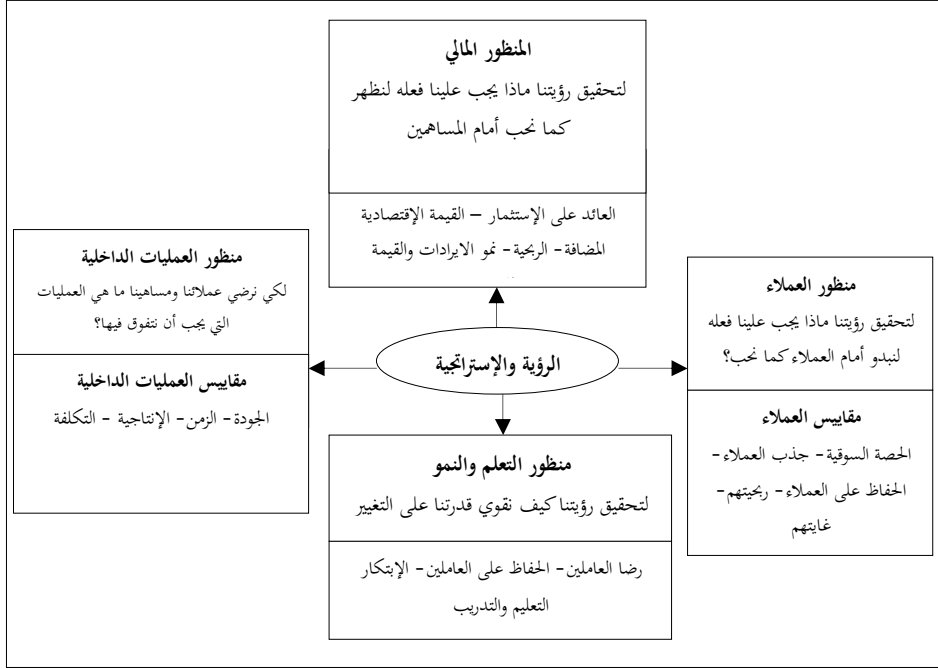 المنظور المالي
لتحقيق رؤيتنا ماذا يجب علينا فعله لنظهر
كما نحب أمام المساهمين
العائد على الإستثمار – القيمة الإقتصادية
المضافة- الربحية- نمو الايرادات والقيمة
منظور العمليات الداخلية
لكي نرضي عملائنا ومساهينا ما هي العمليات
التي يجب أن نتفوق فيها؟
مقاييس العمليات الداخلية
الجودة- الزمن- الإنتاجية - التكلفة
الرؤية والإستراتجية
منظور العملاء
لتحقيق رؤيتنا ماذا يجب علينا فعله
لنبدو أمام العملاء كما نحب؟
مقاييس العملاء
الحصة السوقية- جذب العملاء-
الحفاظ على العملاء- ربحيتهم-
غايتهم
منظور التعلم والنمو
لتحقيق رؤيتنا كيف نقوي قدرتنا على التغيير
رضا العاملين- الحفاظ على العاملين- الإبتكار
التعليم والتدريب